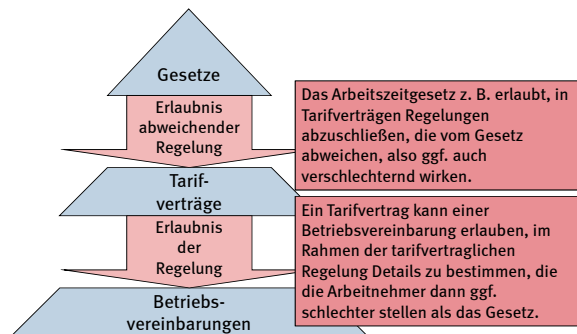 Gesetze
Erlaubnis
abweichender
Regelung
Das Arbeitszeitgesetz z. B. erlaubt, in
Tarifverträgen Regelungen
abzuschließen, die vom Gesetz
abweichen, also ggf. auch
verschlechternd wirken.
Tarif-
verträge
Erlaubnis
der
Regelung
Ein Tarifvertrag kann einer
Betriebsvereinbarung erlauben, im
Rahmen der tarifvertraglichen
Regelung Details zu bestimmen, die
die Arbeitnehmer dann ggf.
schlechter stellen als das Gesetz.
Betriebs-
vereinbarungen